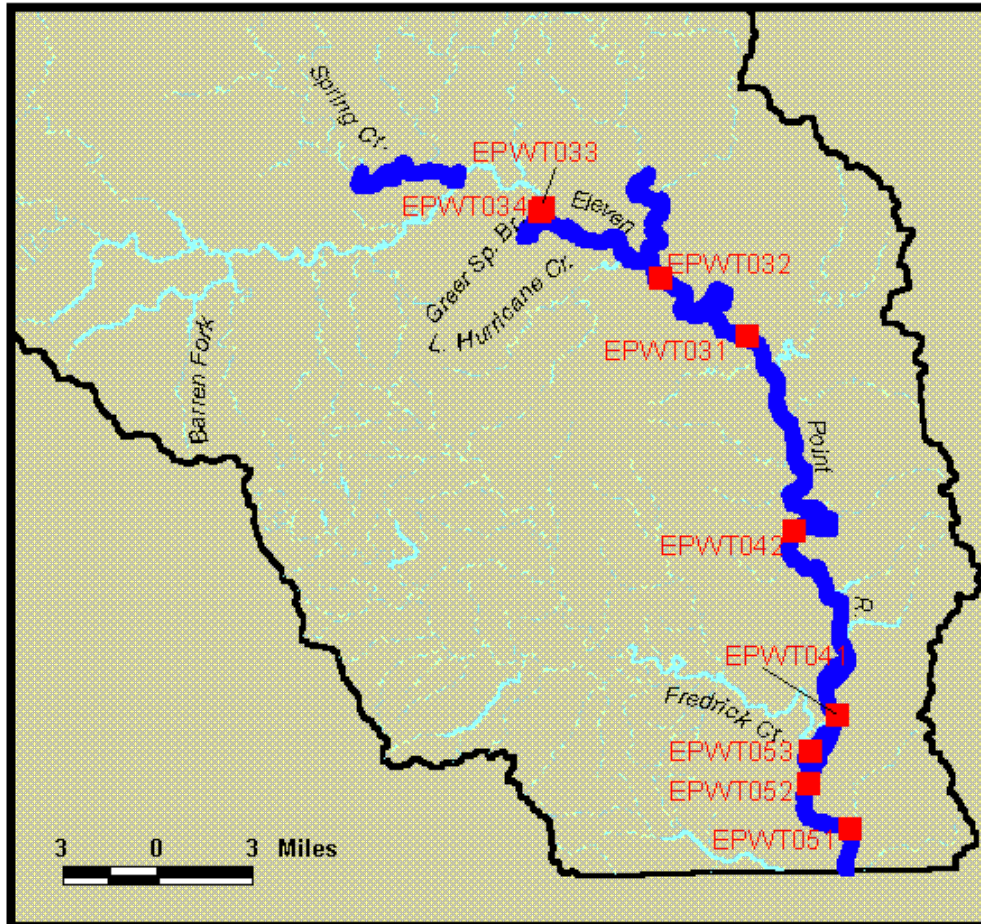 Spring Cr.
EPWT033
EPWT034
Eleven
Greer Sp. Br.
EPWT032
L. Hurricane Cr.
EPWT031
Barren Fork
Point
EPWT042
R.
EPWT041
Fredrick Cr.
EPWT053
EPWT052
EPWT051
3 0 3 Miles